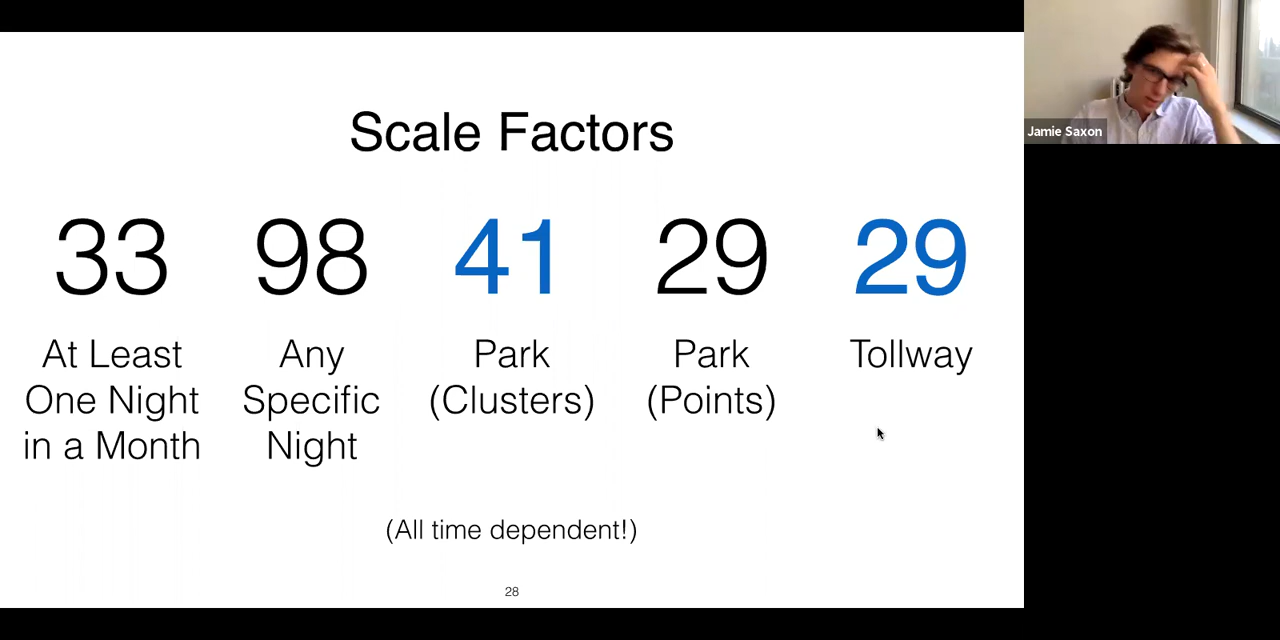 Scale Factors
33
At Least
One Night
in a Month
98
Any
Specific
Night
41
Park
(Clusters)
29
Park
(Points)
29
Tollway
(All time dependent!)
28
Jamie Saxon